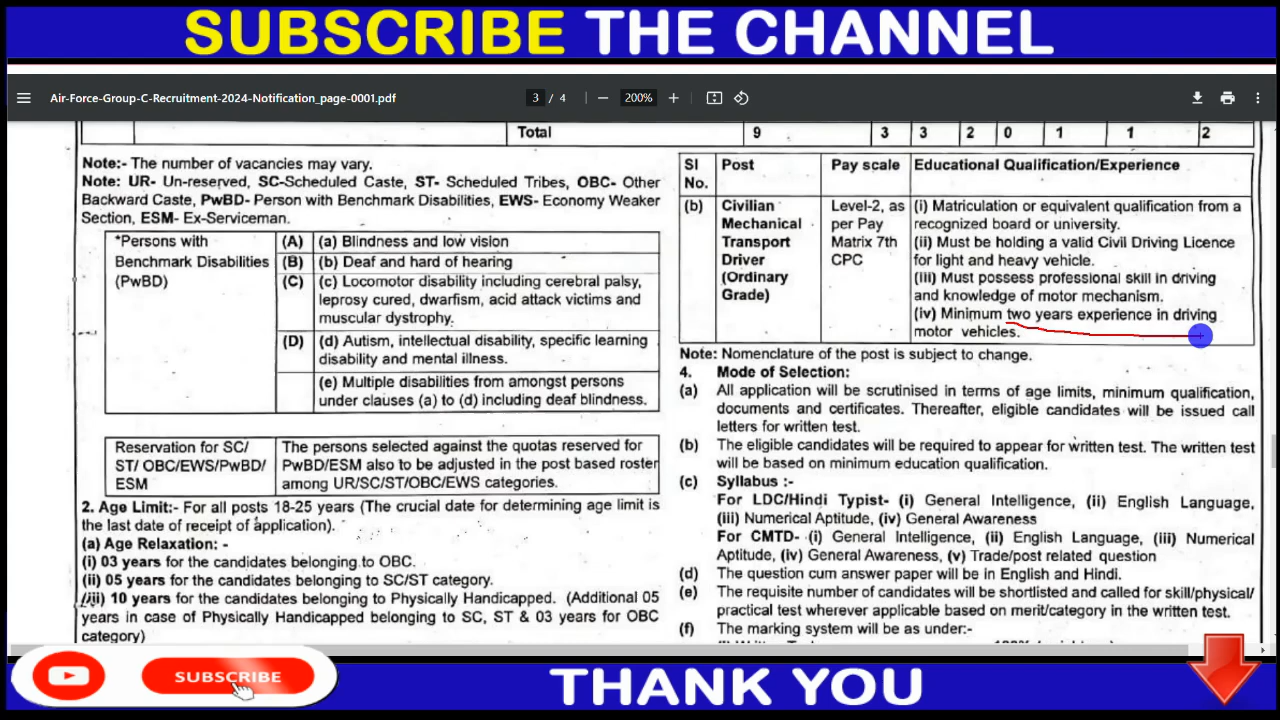 SUBSCRIBE THE CHANNEL
Air-Force-Group-C-Recruitment-2024-Notification_page-0001.pdf
3 / 4
200%
Total 9 3 3 2 0 1 1 2
Note:- The number of vacancies may vary.
Note: UR- Un-reserved, SC-Scheduled Caste, ST- Scheduled Tribes, OBC- Other
Backward Caste, PwBD- Person with Benchmark Disabilities, EWS- Economy Weaker
Section, ESM- Ex-Serviceman.
*Persons with
Benchmark Disabilities
(PwBD)
(A) (a) Blindness and low vision
(B) (b) Deaf and hard of hearing
(C) (c) Locomotor disability including cerebral palsy,
leprosy cured, dwarfism, acid attack victims and
muscular dystrophy.
(D) (d) Autism, intellectual disability, specific learning
disability and mental illness.
(e) Multiple disabilities from amongst persons
under clauses (a) to (d) including deaf blindness.
Reservation for SC/
ST/ OBC/EWS/PwBD/
ESM
The persons selected against the quotas reserved for
PwBD/ESM also to be adjusted in the post based roster
among UR/SC/ST/OBC/EWS categories.
2. Age Limit:- For all posts 18-25 years (The crucial date for determining age limit is
the last date of receipt of application).
(a) Age Relaxation: -
(i) 03 years for the candidates belonging to OBC.
(ii) 05 years for the candidates belonging to SC/ST category.
(iii) 10 years for the candidates belonging to Physically Handicapped. (Additional 05
years in case of Physically Handicapped belonging to SC, ST & 03 years for OBC
category)
SI
No.
Post
Pay scale
Educational Qualification/Experience
(b)
Civilian
Mechanical
Transport
Driver
(Ordinary
Grade)
Level-2, as
per Pay
Matrix 7th
CPC
(i) Matriculation or equivalent qualification from a
recognized board or university.
(ii) Must be holding a valid Civil Driving Licence
for light and heavy vehicle.
(iii) Must possess professional skill in driving
and knowledge of motor mechanism.
(iv) Minimum two years experience in driving
motor vehicles.
Note: Nomenclature of the post is subject to change.
4. Mode of Selection:
(a) All application will be scrutinised in terms of age limits, minimum qualification,
documents and certificates. Thereafter, eligible candidates will be issued call
letters for written test.
(b) The eligible candidates will be required to appear for written test. The written test
will be based on minimum education qualification.
(c) Syllabus :-
For LDC/Hindi Typist- (i) General Intelligence, (ii) English Language,
(iii) Numerical Aptitude, (iv) General Awareness
For CMTD- (i) General Intelligence, (ii) English Language, (iii) Numerical
Aptitude, (iv) General Awareness, (v) Trade/post related question
(d) The question cum answer paper will be in English and Hindi.
(e) The requisite number of candidates will be shortlisted and called for skill/physical/
practical test wherever applicable based on merit/category in the written test.
(f) The marking system will be as under:-
SUBSCRIBE
THANK YOU